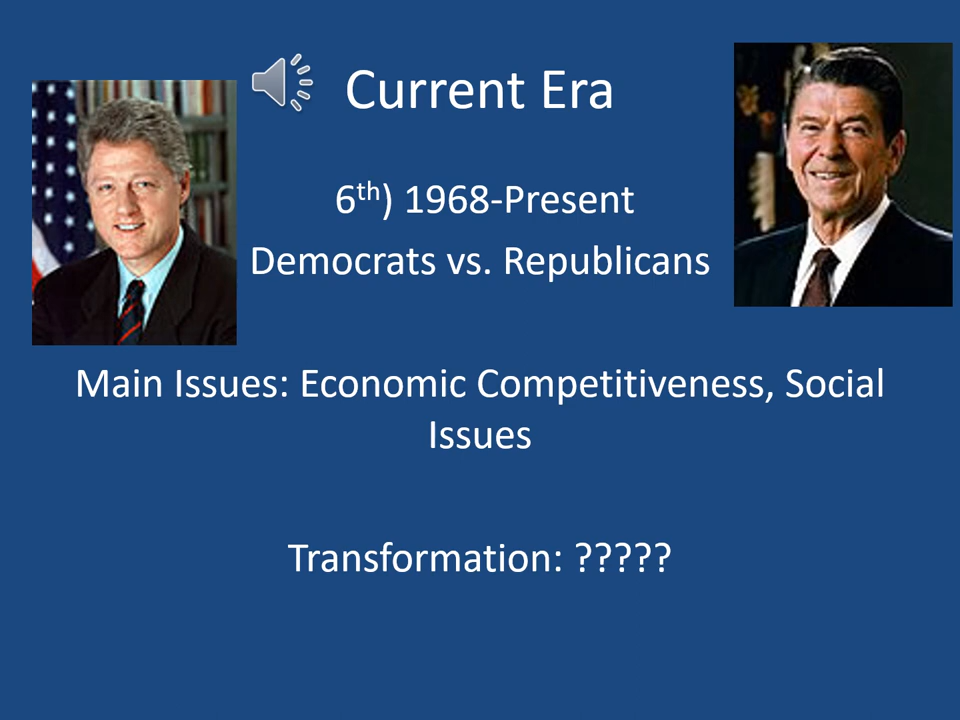 Current Era
6th) 1968-Present
Democrats vs. Republicans
Main Issues: Economic Competitiveness, Social
Issues
Transformation: ?????